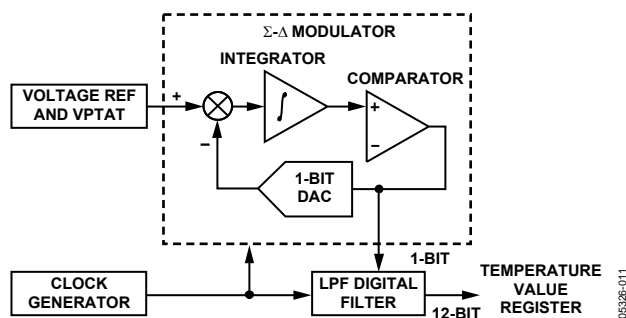 Σ-Δ MODULATOR
INTEGRATOR
COMPARATOR
VOLTAGE REF
AND VPTAT
+
−
∫
+
−
1-BIT
DAC
CLOCK
GENERATOR
1-BIT
LPF DIGITAL
FILTER
12-BIT
TEMPERATURE
VALUE
REGISTER
05326-011